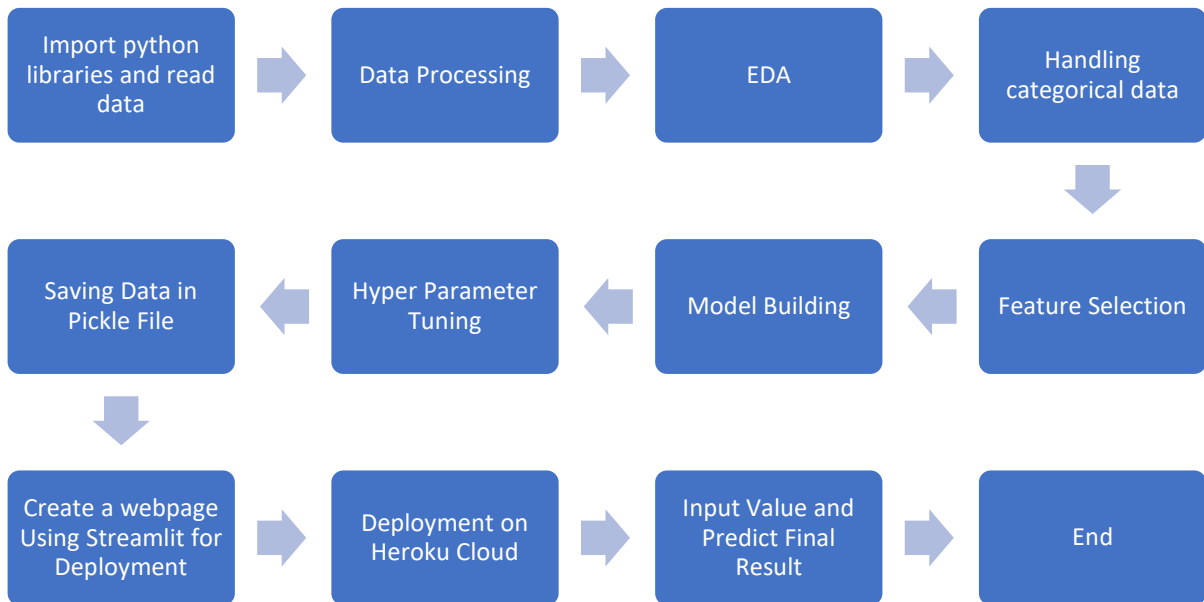 Import python
libraries and read
data
Data Processing
EDA
Handling
categorical data
Feature Selection
Model Building
Hyper Parameter
Tuning
Saving Data in
Pickle File
Create a webpage
Using Streamlit for
Deployment
Deployment on
Heroku Cloud
Input Value and
Predict Final
Result
End